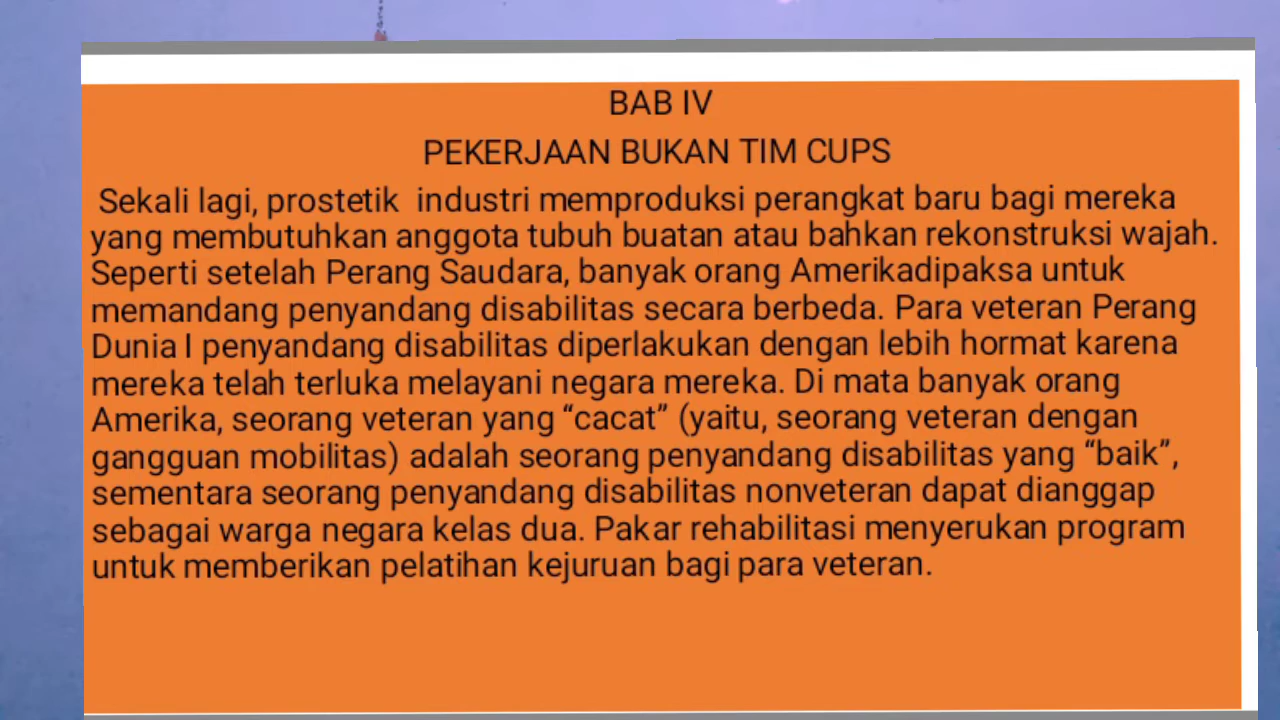 BAB IV
PEKERJAAN BUKAN TIM CUPS
Sekali lagi, prostetik industri memproduksi perangkat baru bagi mereka
yang membutuhkan anggota tubuh buatan atau bahkan rekonstruksi wajah.
Seperti setelah Perang Saudara, banyak orang Amerikadipaksa untuk
memandang penyandang disabilitas secara berbeda. Para veteran Perang
Dunia I penyandang disabilitas diperlakukan dengan lebih hormat karena
mereka telah terluka melayani negara mereka. Di mata banyak orang
Amerika, seorang veteran yang “cacat” (yaitu, seorang veteran dengan
gangguan mobilitas) adalah seorang penyandang disabilitas yang “baik”,
sementara seorang penyandang disabilitas nonveteran dapat dianggap
sebagai warga negara kelas dua. Pakar rehabilitasi menyerukan program
untuk memberikan pelatihan kejuruan bagi para veteran.